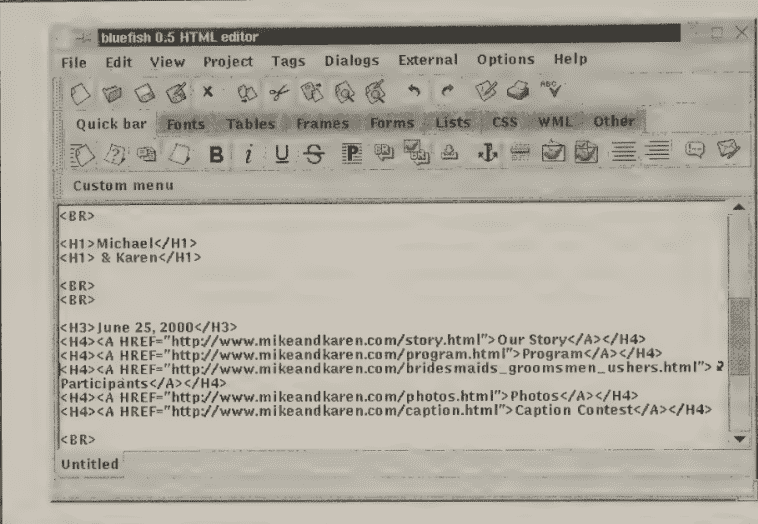 bluefish 0.5 HTML editor
File Edit View Project Tags Dialogs External Options Help
ABC
Quick bar Fonts Tables Frames Forms Lists CSS WML Other
B i U S P BR BR
Custom menu
<BR>
<H1>Michael</H1>
<H1> & Karen</H1>
<BR>
<BR>
<H3>June 25, 2000</H3>
<H4><A HREF="http://www.mikeandkaren.com/story.html">Our Story</A></H4>
<H4><A HREF="http://www.mikeandkaren.com/program.html">Program</A></H4>
<H4><A HREF="http://www.mikeandkaren.com/bridesmaids_groomsmen_ushers.html">
Participants</A></H4>
<H4><A HREF="http://www.mikeandkaren.com/photos.html">Photos</A></H4>
<H4><A HREF="http://www.mikeandkaren.com/caption.html">Caption Contest</A></H4>
<BR>
Untitled